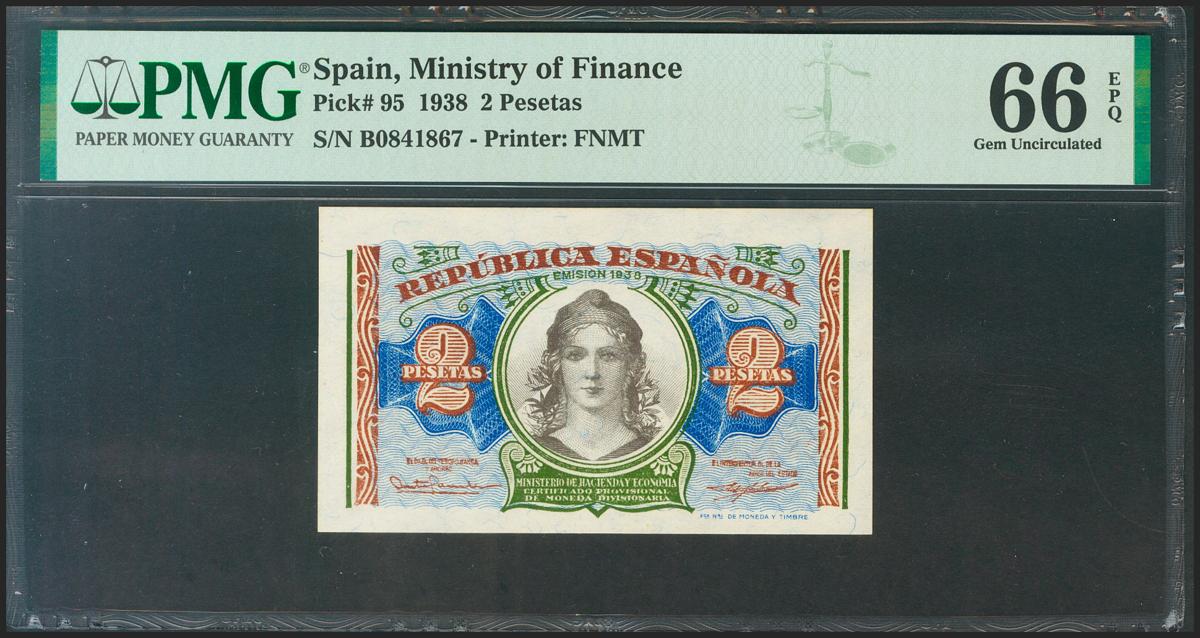 PMG®
PAPER MONEY GUARANTY
Spain, Ministry of Finance
Pick# 95 1938 2 Pesetas
S/N B0841867 - Printer: FNMT
66 EPQ
Gem Uncirculated
REPÚBLICA ESPAÑOLA
EMISION 1938
2
PESETAS
2
PESETAS
MINISTERIO DE HACIENDA Y ECONOMIA
CERTIFICADO PROVISIONAL
DE MONEDA DIVISIONARIA
DE MONEDA Y TIMBRE